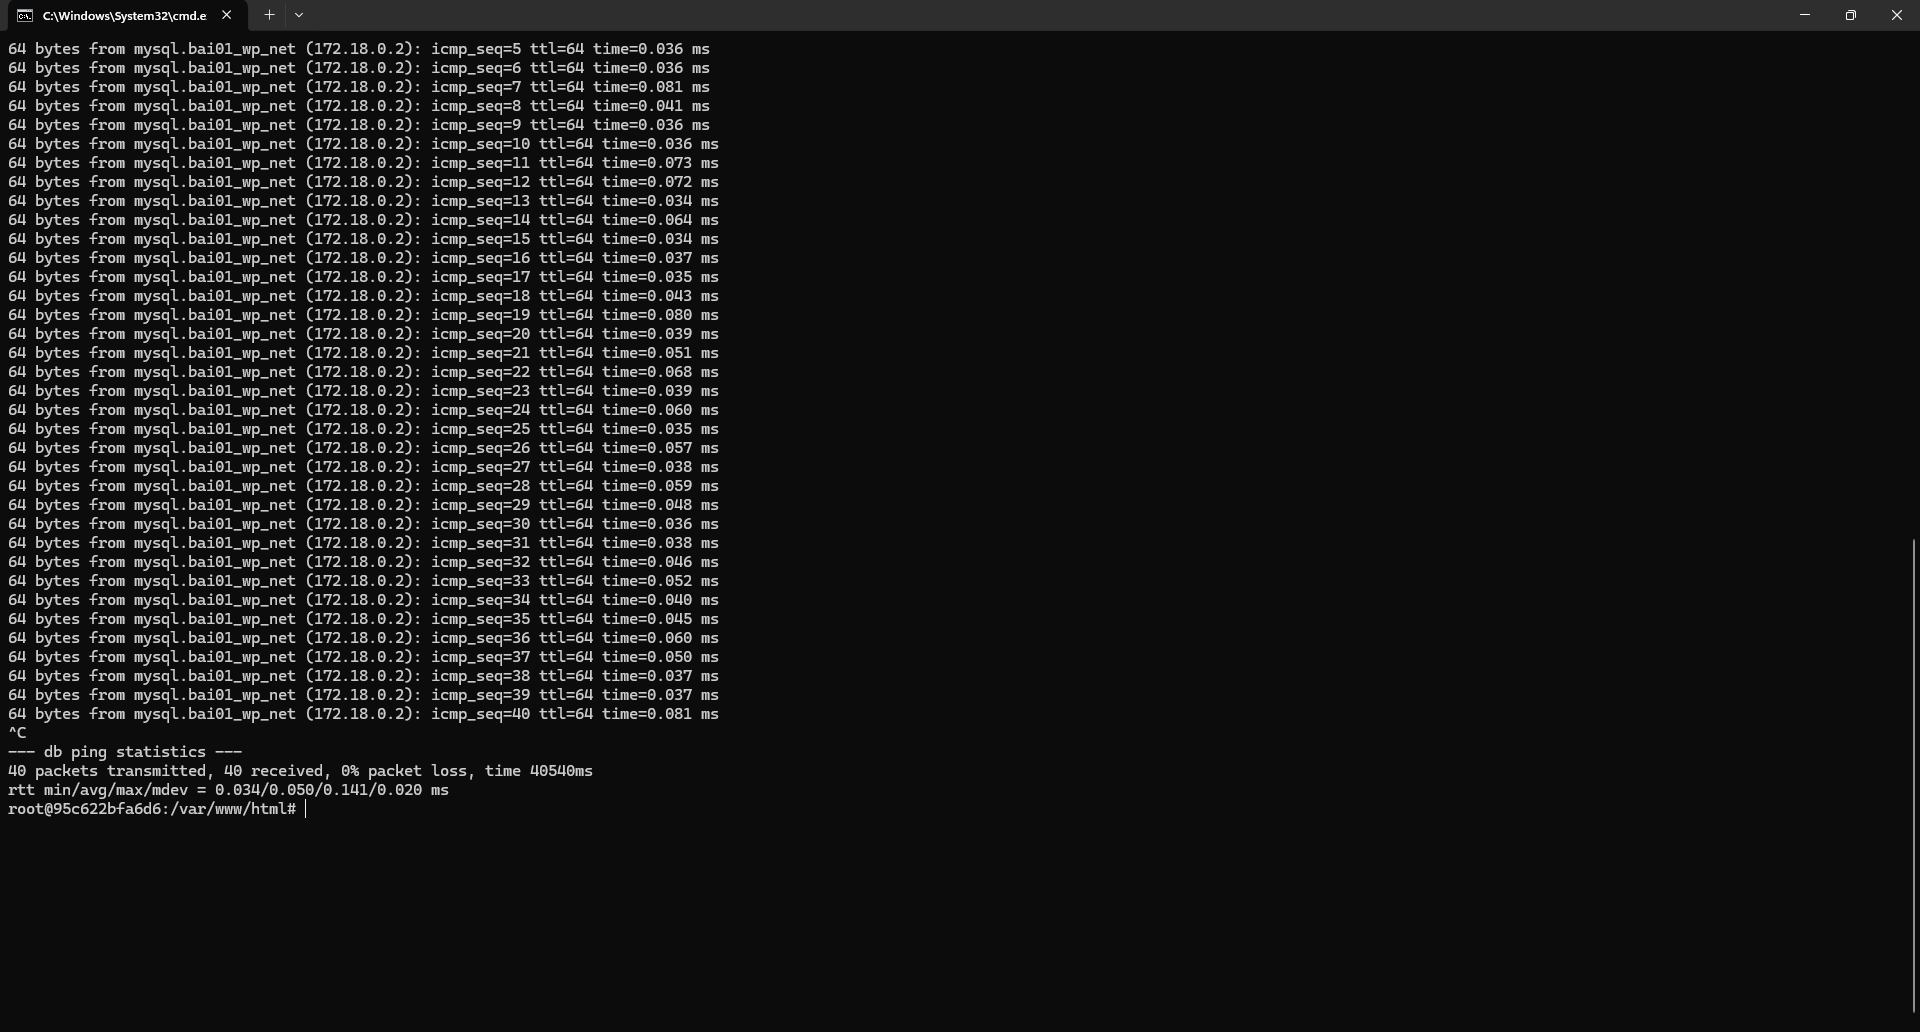 C:\Windows\System32\cmd.e
64 bytes from mysql.bai01_wp_net (172.18.0.2): icmp_seq=5 ttl=64 time=0.036 ms
64 bytes from mysql.bai01_wp_net (172.18.0.2): icmp_seq=6 ttl=64 time=0.036 ms
64 bytes from mysql.bai01_wp_net (172.18.0.2): icmp_seq=7 ttl=64 time=0.081 ms
64 bytes from mysql.bai01_wp_net (172.18.0.2): icmp_seq=8 ttl=64 time=0.041 ms
64 bytes from mysql.bai01_wp_net (172.18.0.2): icmp_seq=9 ttl=64 time=0.036 ms
64 bytes from mysql.bai01_wp_net (172.18.0.2): icmp_seq=10 ttl=64 time=0.036 ms
64 bytes from mysql.bai01_wp_net (172.18.0.2): icmp_seq=11 ttl=64 time=0.073 ms
64 bytes from mysql.bai01_wp_net (172.18.0.2): icmp_seq=12 ttl=64 time=0.072 ms
64 bytes from mysql.bai01_wp_net (172.18.0.2): icmp_seq=13 ttl=64 time=0.034 ms
64 bytes from mysql.bai01_wp_net (172.18.0.2): icmp_seq=14 ttl=64 time=0.064 ms
64 bytes from mysql.bai01_wp_net (172.18.0.2): icmp_seq=15 ttl=64 time=0.034 ms
64 bytes from mysql.bai01_wp_net (172.18.0.2): icmp_seq=16 ttl=64 time=0.037 ms
64 bytes from mysql.bai01_wp_net (172.18.0.2): icmp_seq=17 ttl=64 time=0.035 ms
64 bytes from mysql.bai01_wp_net (172.18.0.2): icmp_seq=18 ttl=64 time=0.043 ms
64 bytes from mysql.bai01_wp_net (172.18.0.2): icmp_seq=19 ttl=64 time=0.080 ms
64 bytes from mysql.bai01_wp_net (172.18.0.2): icmp_seq=20 ttl=64 time=0.039 ms
64 bytes from mysql.bai01_wp_net (172.18.0.2): icmp_seq=21 ttl=64 time=0.051 ms
64 bytes from mysql.bai01_wp_net (172.18.0.2): icmp_seq=22 ttl=64 time=0.068 ms
64 bytes from mysql.bai01_wp_net (172.18.0.2): icmp_seq=23 ttl=64 time=0.039 ms
64 bytes from mysql.bai01_wp_net (172.18.0.2): icmp_seq=24 ttl=64 time=0.060 ms
64 bytes from mysql.bai01_wp_net (172.18.0.2): icmp_seq=25 ttl=64 time=0.035 ms
64 bytes from mysql.bai01_wp_net (172.18.0.2): icmp_seq=26 ttl=64 time=0.057 ms
64 bytes from mysql.bai01_wp_net (172.18.0.2): icmp_seq=27 ttl=64 time=0.038 ms
64 bytes from mysql.bai01_wp_net (172.18.0.2): icmp_seq=28 ttl=64 time=0.059 ms
64 bytes from mysql.bai01_wp_net (172.18.0.2): icmp_seq=29 ttl=64 time=0.048 ms
64 bytes from mysql.bai01_wp_net (172.18.0.2): icmp_seq=30 ttl=64 time=0.036 ms
64 bytes from mysql.bai01_wp_net (172.18.0.2): icmp_seq=31 ttl=64 time=0.038 ms
64 bytes from mysql.bai01_wp_net (172.18.0.2): icmp_seq=32 ttl=64 time=0.046 ms
64 bytes from mysql.bai01_wp_net (172.18.0.2): icmp_seq=33 ttl=64 time=0.052 ms
64 bytes from mysql.bai01_wp_net (172.18.0.2): icmp_seq=34 ttl=64 time=0.040 ms
64 bytes from mysql.bai01_wp_net (172.18.0.2): icmp_seq=35 ttl=64 time=0.045 ms
64 bytes from mysql.bai01_wp_net (172.18.0.2): icmp_seq=36 ttl=64 time=0.060 ms
64 bytes from mysql.bai01_wp_net (172.18.0.2): icmp_seq=37 ttl=64 time=0.050 ms
64 bytes from mysql.bai01_wp_net (172.18.0.2): icmp_seq=38 ttl=64 time=0.037 ms
64 bytes from mysql.bai01_wp_net (172.18.0.2): icmp_seq=39 ttl=64 time=0.037 ms
64 bytes from mysql.bai01_wp_net (172.18.0.2): icmp_seq=40 ttl=64 time=0.081 ms
^C
--- db ping statistics ---
40 packets transmitted, 40 received, 0% packet loss, time 40540ms
rtt min/avg/max/mdev = 0.034/0.050/0.141/0.020 ms
root@95c622bfa6d6:/var/www/html#